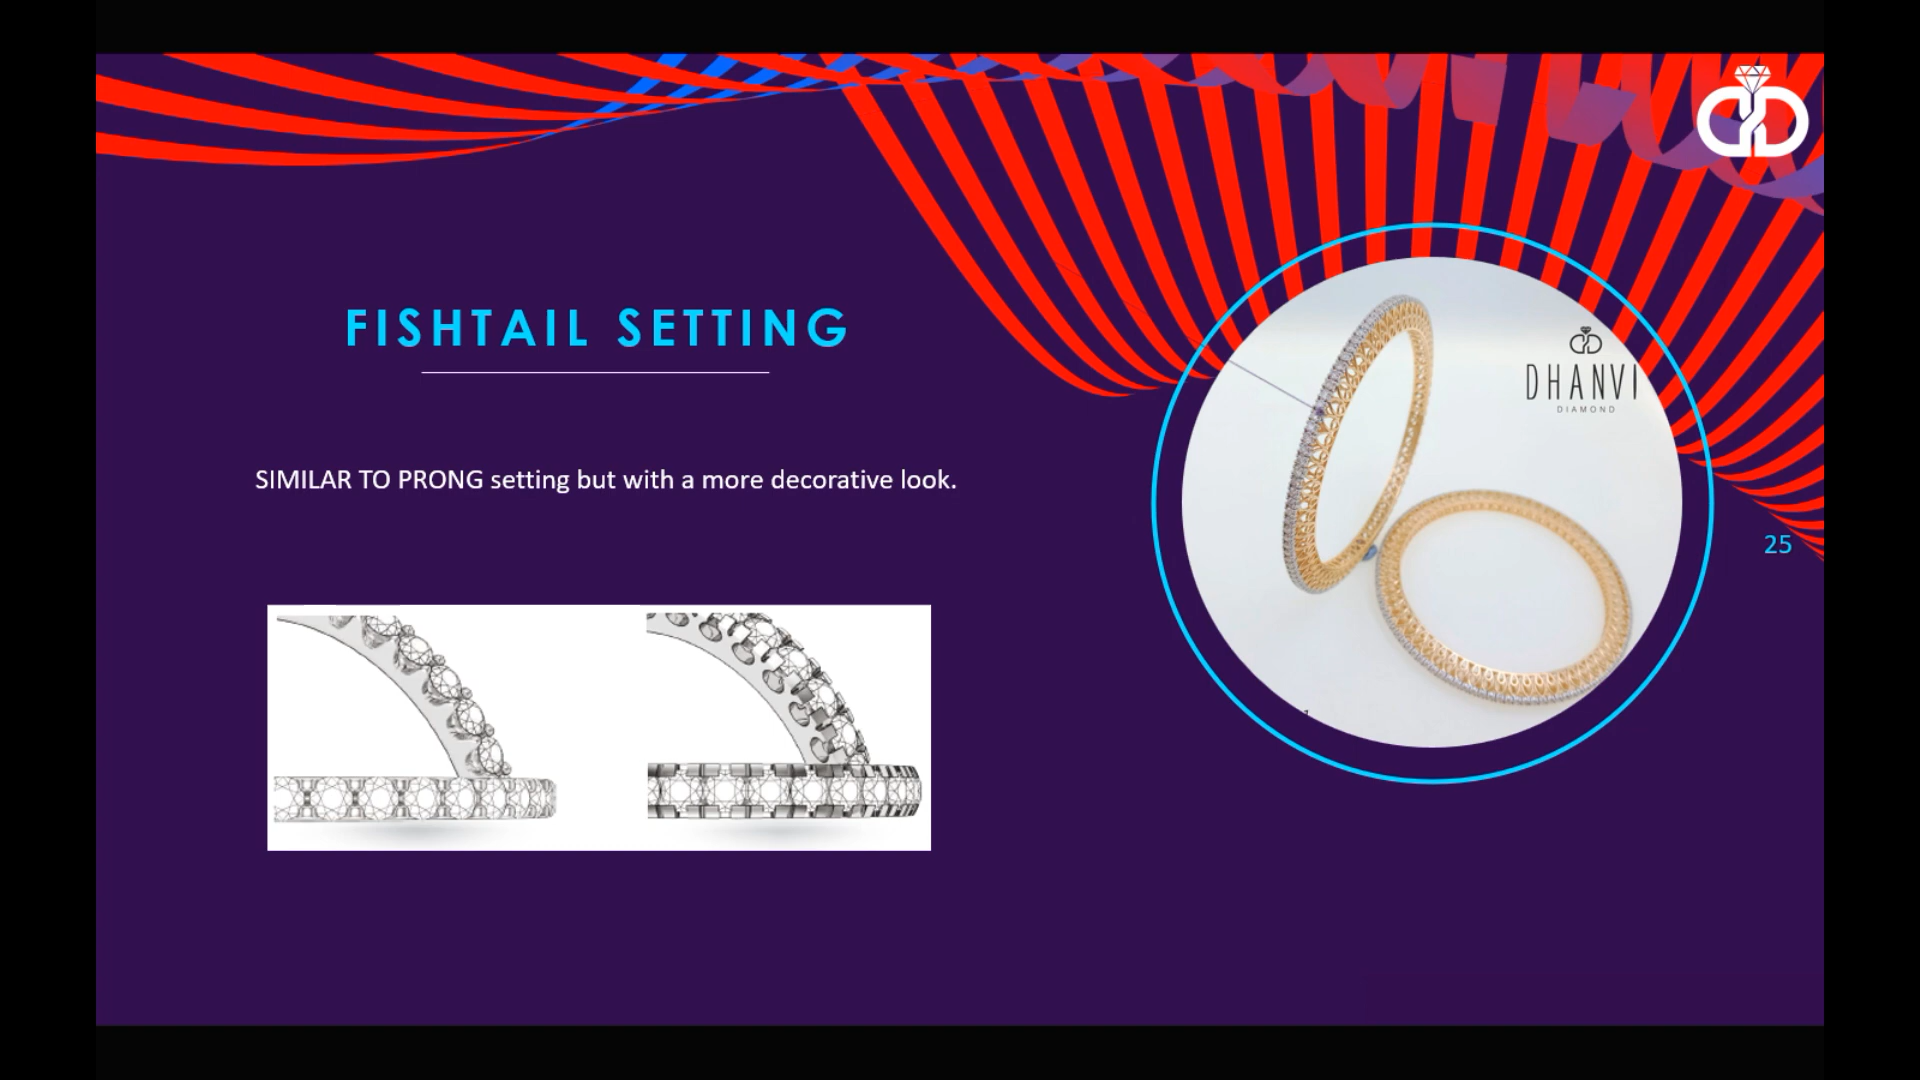 FISHTAIL SETTING
SIMILAR TO PRONG setting but with a more decorative look.
DHANVI
DIAMOND
25